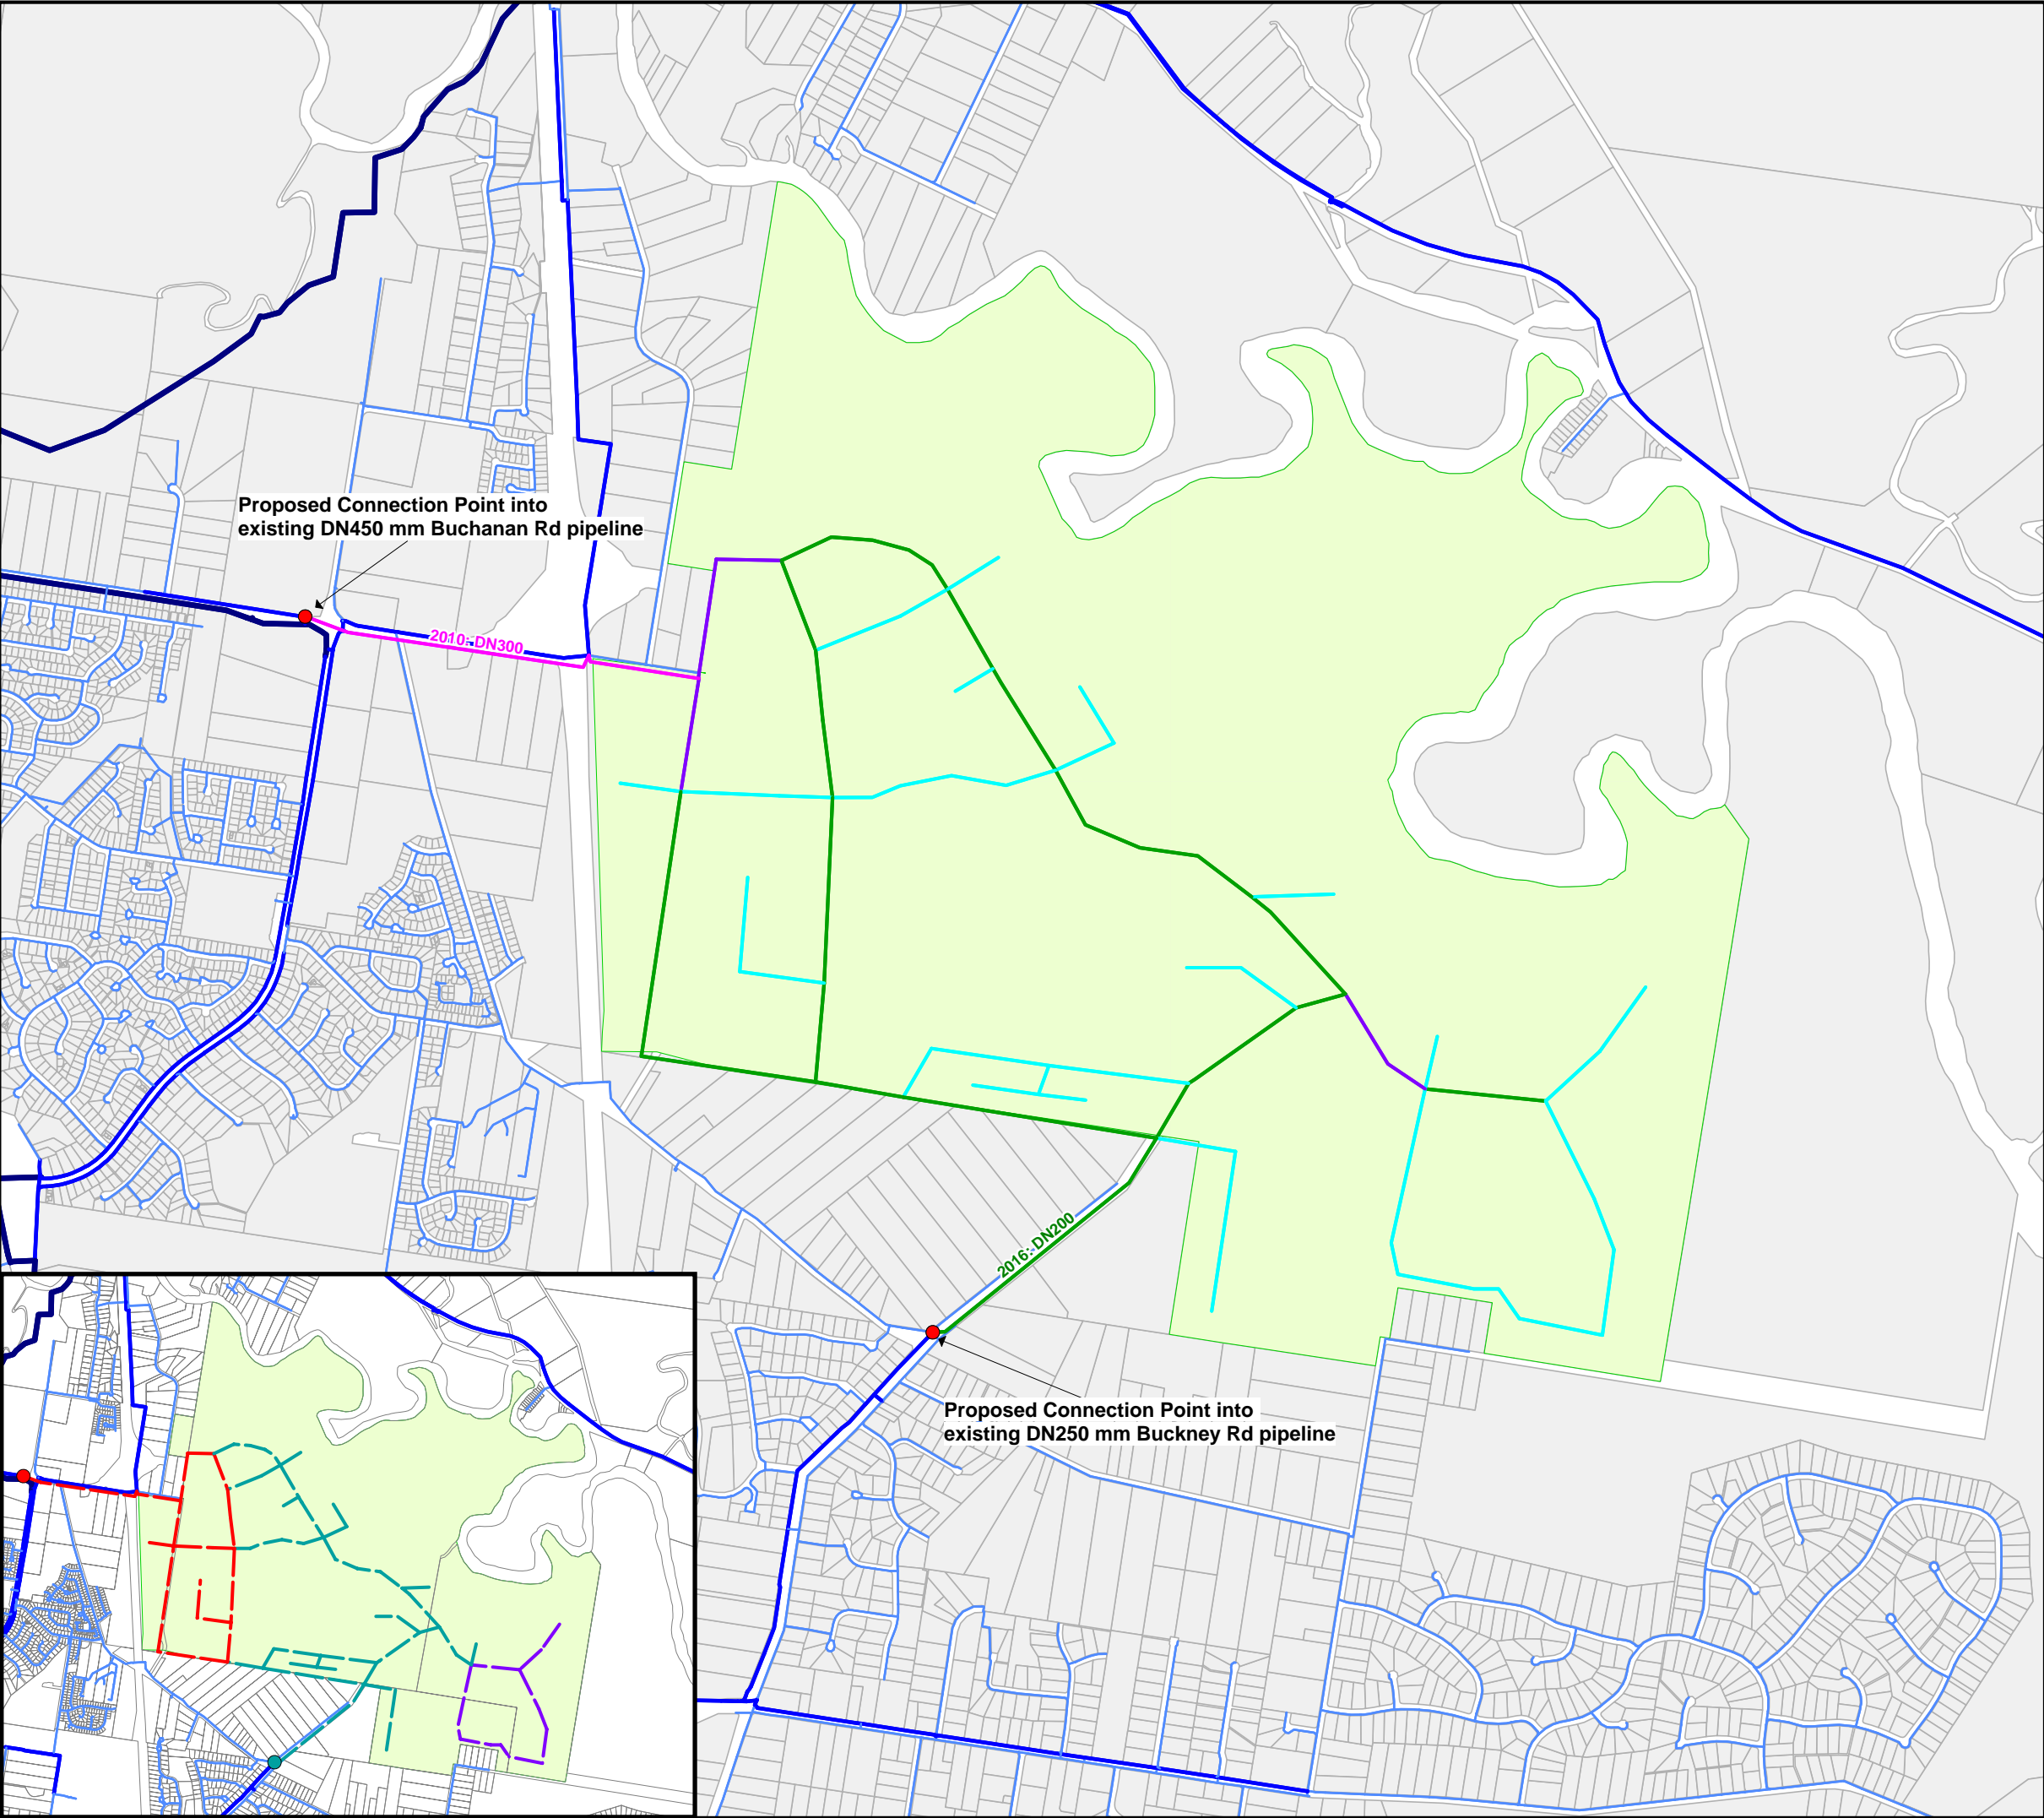 Proposed Connection Point into
existing DN450 mm Buchanan Rd pipeline
2010: DN300
2016: DN200
Proposed Connection Point into
existing DN250 mm Buckney Rd pipeline